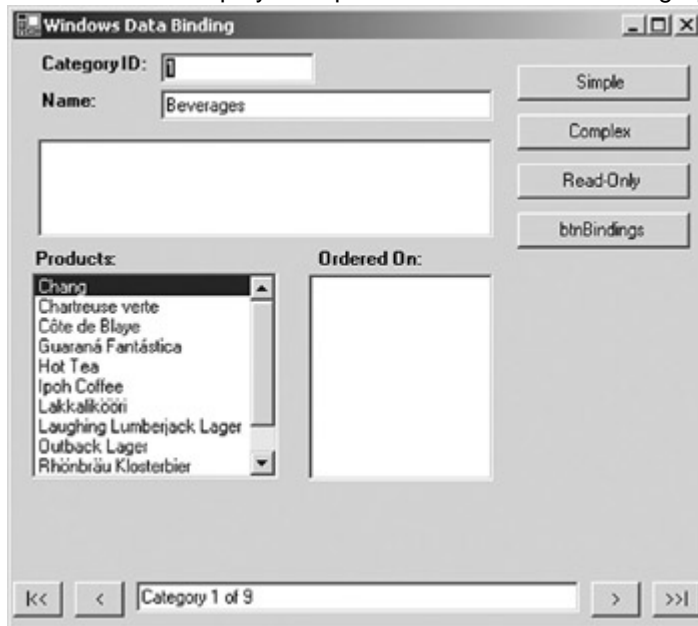 Windows Data Binding
Category ID: 1
Simple
Name: Beverages
Complex
Read-Only
btnBindings
Products:
Ordered On:
Chang
Chartreuse verte
Côte de Blaye
Guaraná Fantástica
Hot Tea
Ipoh Coffee
Lakkalikööri
Laughing Lumberjack Lager
Outback Lager
Rhönbräu Klosterbier
|<<
<
Category 1 of 9
>
>>|